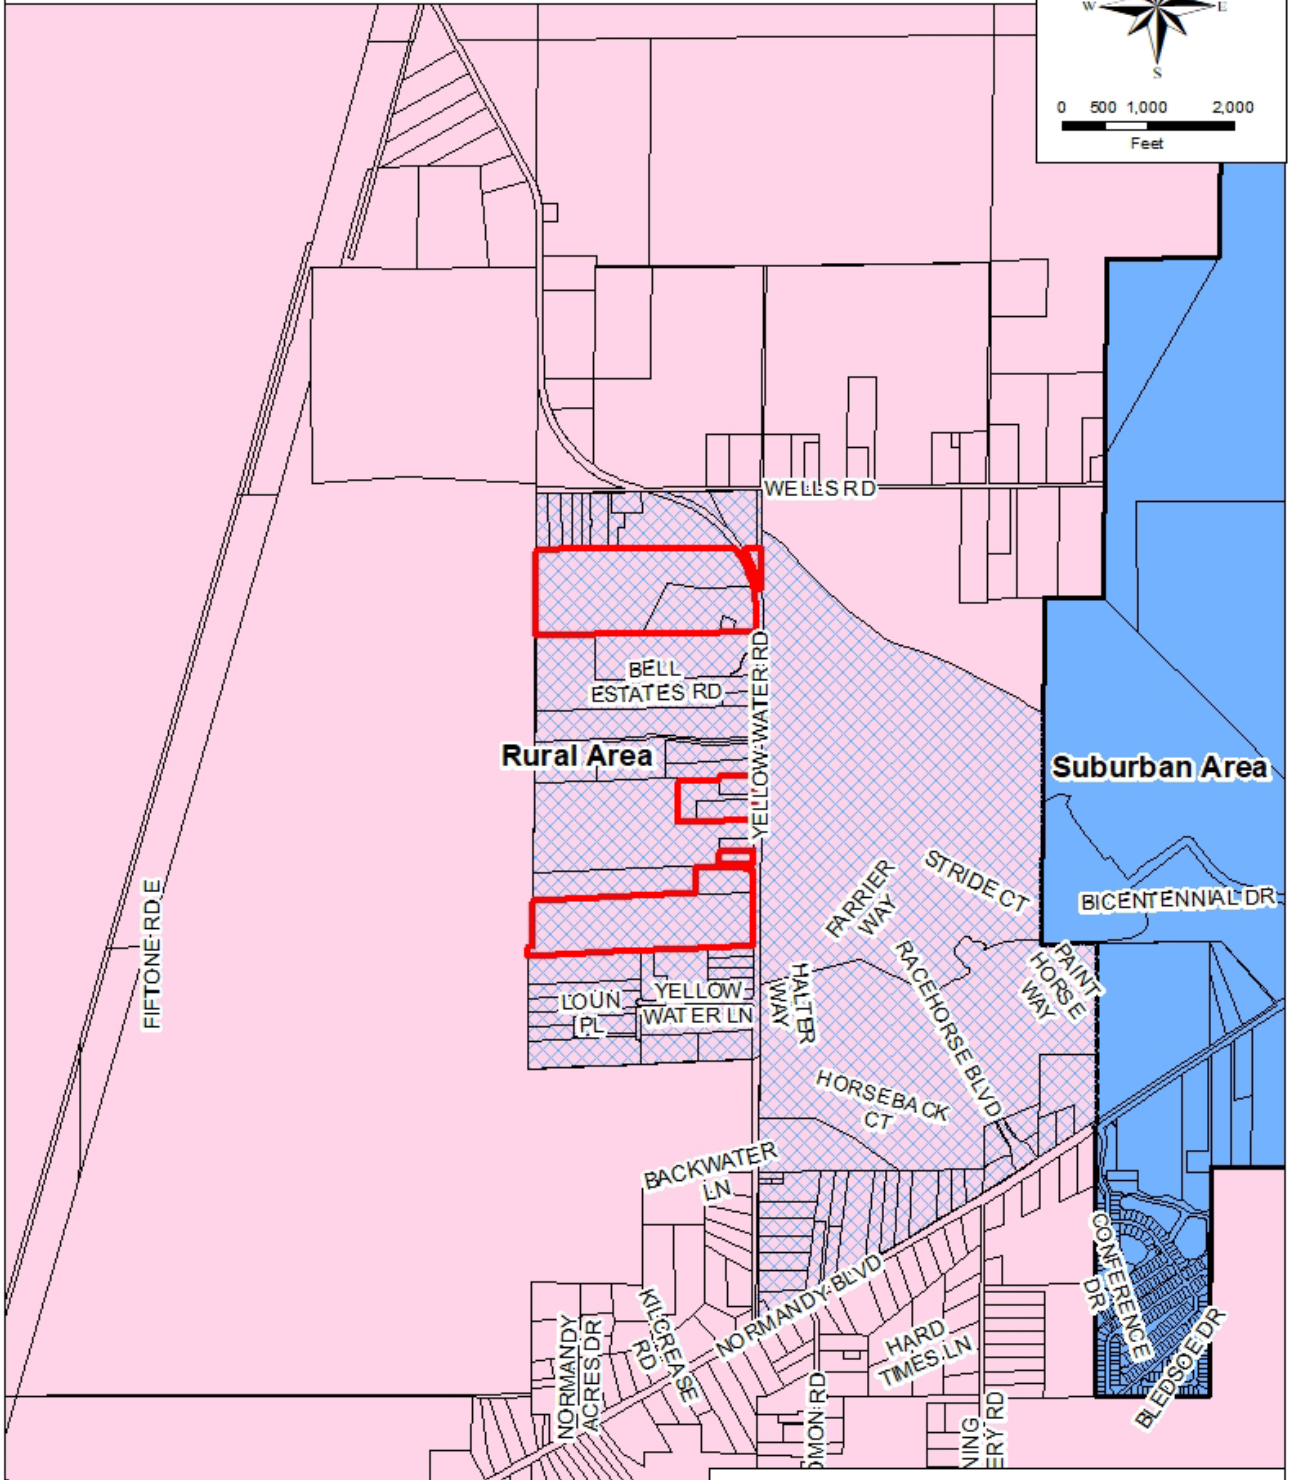 W E
S
0 500 1,000 2,000
Feet
WELLS RD
BELL
ESTATES RD
YELLOW WATER RD
Rural Area
Suburban Area
FIFTONE RD E
STRIDE CT
FARRIER
WAY
BICENTENNIAL DR
PAINT
HORSE
WAY
RACEHORSE BLVD
HALTER
WAY
YELLOW
WATER LN
LOUN
PL
HORSEBACK
CT
BACKWATER
LN
CONFERENCE
DR
NORMANDY BLVD
KILCREASE
RD
NORMANDY
ACRES DR
HARD
TIMES LN
BLEDSOE DR
OMON RD
NING
ERY RD